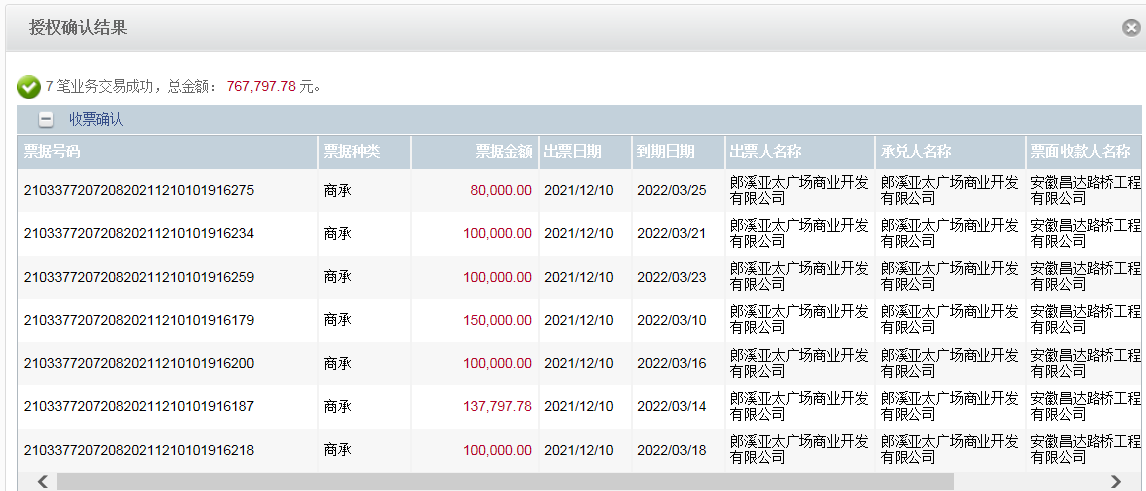 授权确认结果
7 笔业务交易成功，总金额： 767,797.78 元。
收票确认
票据号码 票据种类 票据金额 出票日期 到期日期 出票人名称 承兑人名称 票面收款人名称
210337720720820211210101916275 商承 80,000.00 2021/12/10 2022/03/25 郎溪亚太广场商业开发有限公司 郎溪亚太广场商业开发有限公司 安徽昌达路桥工程有限公司
210337720720820211210101916234 商承 100,000.00 2021/12/10 2022/03/21 郎溪亚太广场商业开发有限公司 郎溪亚太广场商业开发有限公司 安徽昌达路桥工程有限公司
210337720720820211210101916259 商承 100,000.00 2021/12/10 2022/03/23 郎溪亚太广场商业开发有限公司 郎溪亚太广场商业开发有限公司 安徽昌达路桥工程有限公司
210337720720820211210101916179 商承 150,000.00 2021/12/10 2022/03/10 郎溪亚太广场商业开发有限公司 郎溪亚太广场商业开发有限公司 安徽昌达路桥工程有限公司
210337720720820211210101916200 商承 100,000.00 2021/12/10 2022/03/16 郎溪亚太广场商业开发有限公司 郎溪亚太广场商业开发有限公司 安徽昌达路桥工程有限公司
210337720720820211210101916187 商承 137,797.78 2021/12/10 2022/03/14 郎溪亚太广场商业开发有限公司 郎溪亚太广场商业开发有限公司 安徽昌达路桥工程有限公司
210337720720820211210101916218 商承 100,000.00 2021/12/10 2022/03/18 郎溪亚太广场商业开发有限公司 郎溪亚太广场商业开发有限公司 安徽昌达路桥工程有限公司